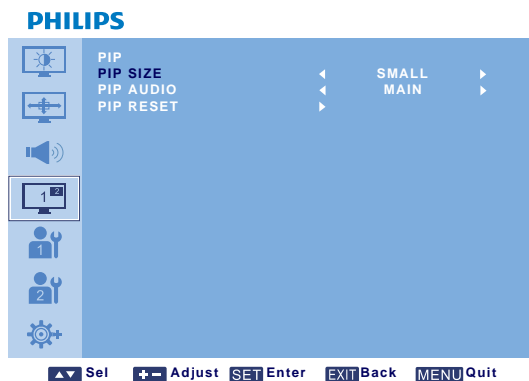 PHILIPS
PIP
PIP SIZE SMALL
PIP AUDIO MAIN
PIP RESET
1 2
1
2
Sel Adjust SET Enter EXIT Back MENU Quit